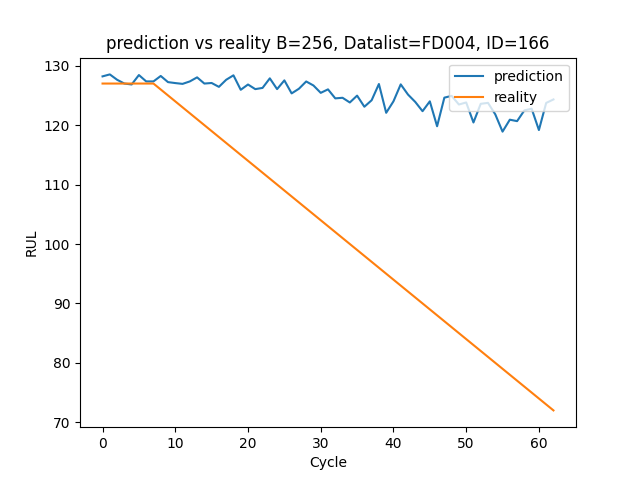 prediction vs reality B=256, Datalist=FD004, ID=166
prediction
reality
130
120
110
100
90
80
70
RUL
0 10 20 30 40 50 60
Cycle